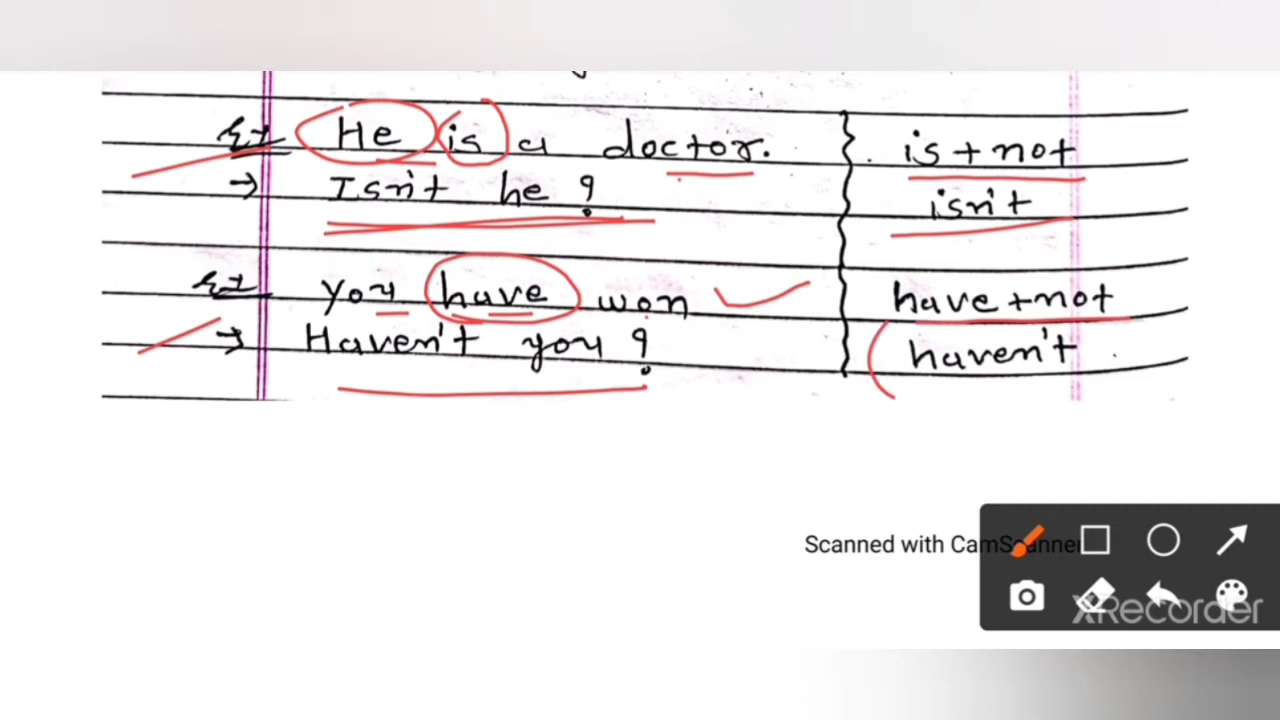 Ex He is a doctor. is + not
→ Isn't he ? isn't
Ex You have won have + not
→ Haven't you ? haven't
Scanned with CamScanner
XRecorder